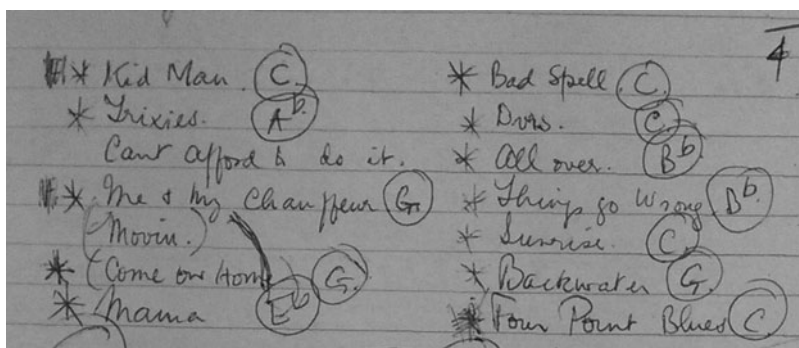 4
* Kid Man. C.
* Trixies. Ab.
Cant afford to do it.
* Me & My Chauffeur G.
(Movin.)
* (Come on Home G.
* Mama Eb
* Bad Spell. C.
* C.
* All over. Bb
* Things go Wrong. Bb.
* Sunrise. C.
* Backwater G.
* Four Point Blues C.